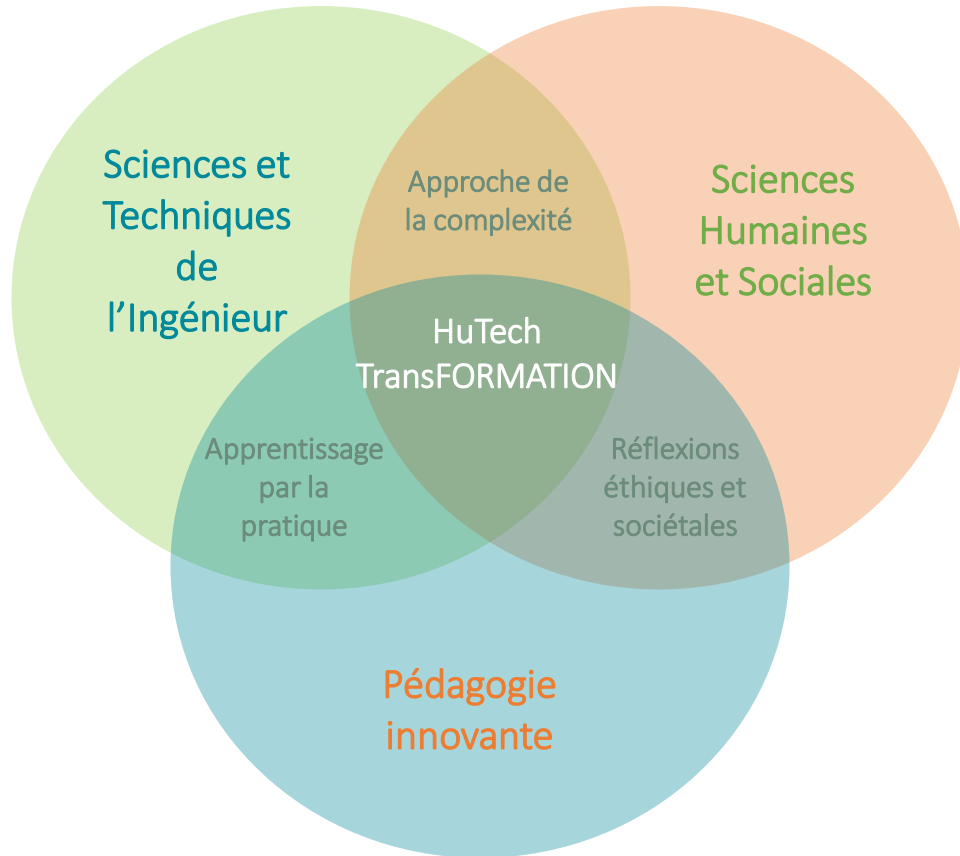 Sciences et
Techniques
de
l’Ingénieur
Approche de
la complexité
Sciences
Humaines
et Sociales
HuTech
TransFORMATION
Apprentissage
par la
pratique
Réflexions
éthiques et
sociétales
Pédagogie
innovante